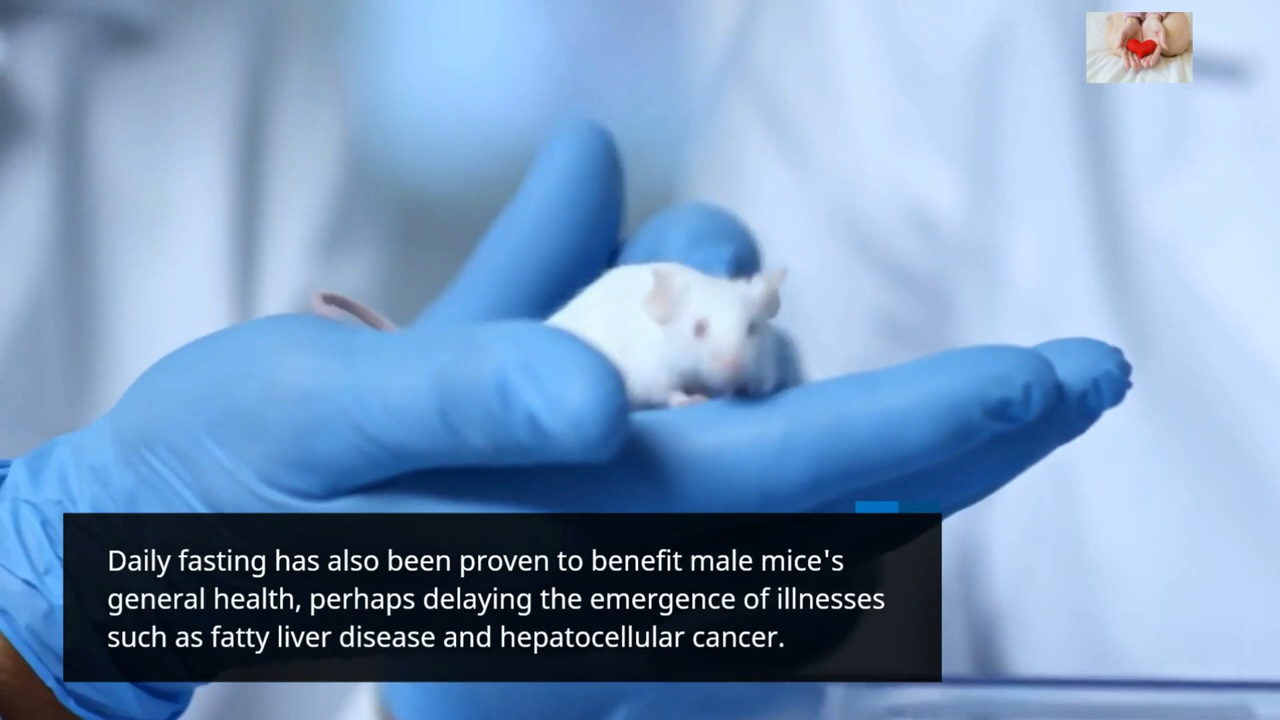 Daily fasting has also been proven to benefit male mice's
general health, perhaps delaying the emergence of illnesses
such as fatty liver disease and hepatocellular cancer.